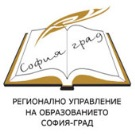 София град
РЕГИОНАЛНО УПРАВЛЕНИЕ
НА ОБРАЗОВАНИЕТО
СОФИЯ-ГРАД